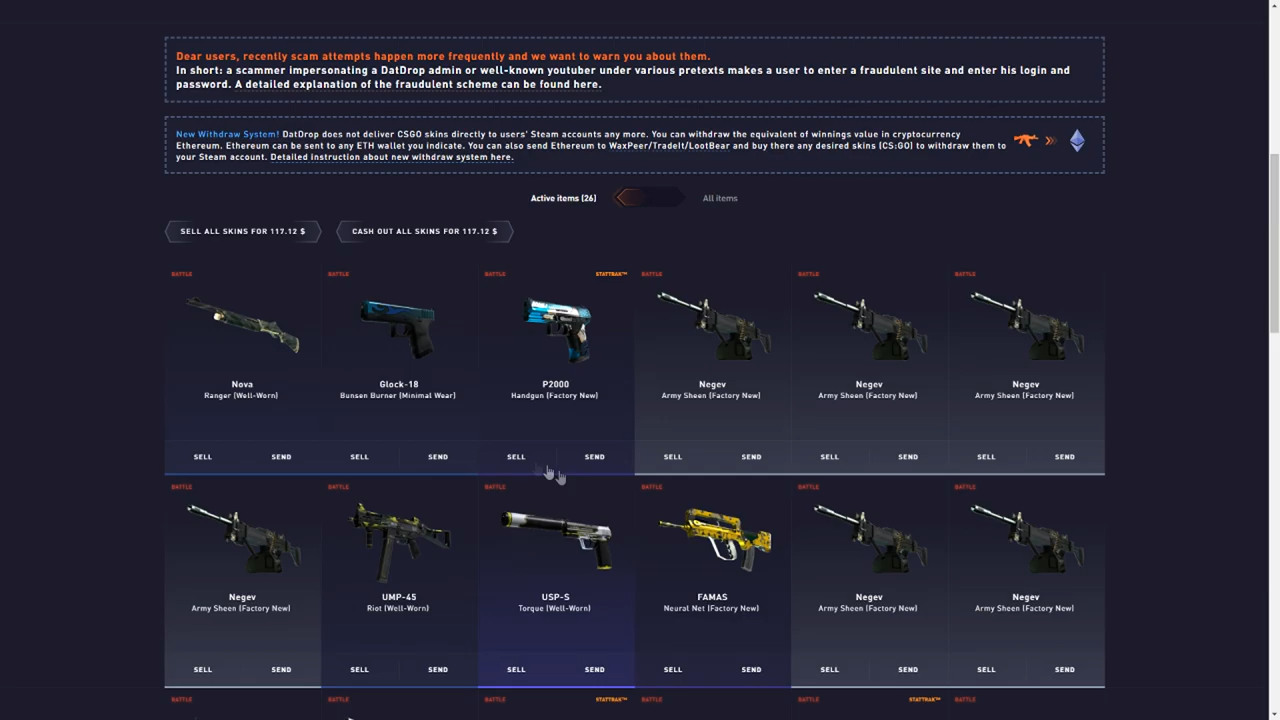 Dear users, recently scam attempts happen more frequently and we want to warn you about them.
In short: a scammer impersonating a DatDrop admin or well-known youtuber under various pretexts makes a user to enter a fraudulent site and enter his login and
password. A detailed explanation of the fraudulent scheme can be found here.
New Withdraw System! DatDrop does not deliver CSGO skins directly to users' Steam accounts any more. You can withdraw the equivalent of winnings value in cryptocurrency
Ethereum. Ethereum can be sent to any ETH wallet you indicate. You can also send Ethereum to WaxPeer/TradeIt/LootBear and buy there any desired skins (CS:GO) to withdraw them to
your Steam account. Detailed instruction about new withdraw system here.
Active items (26) All items
SELL ALL SKINS FOR 117.12 $ CASH OUT ALL SKINS FOR 117.12 $
BATTLE BATTLE BATTLE STATTRAK™ BATTLE BATTLE BATTLE
Nova Glock-18 P2000 Negev Negev Negev
Ranger (Well-Worn) Bunsen Burner (Minimal Wear) Handgun (Factory New) Army Sheen (Factory New) Army Sheen (Factory New) Army Sheen (Factory New)
SELL SEND SELL SEND SELL SEND SELL SEND SELL SEND SELL SEND
BATTLE BATTLE BATTLE BATTLE BATTLE BATTLE
Negev UMP-45 USP-S FAMAS Negev Negev
Army Sheen (Factory New) Riot (Well-Worn) Torque (Well-Worn) Neural Net (Factory New) Army Sheen (Factory New) Army Sheen (Factory New)
SELL SEND SELL SEND SELL SEND SELL SEND SELL SEND SELL SEND
BATTLE BATTLE BATTLE STATTRAK™ BATTLE BATTLE STATTRAK™ BATTLE